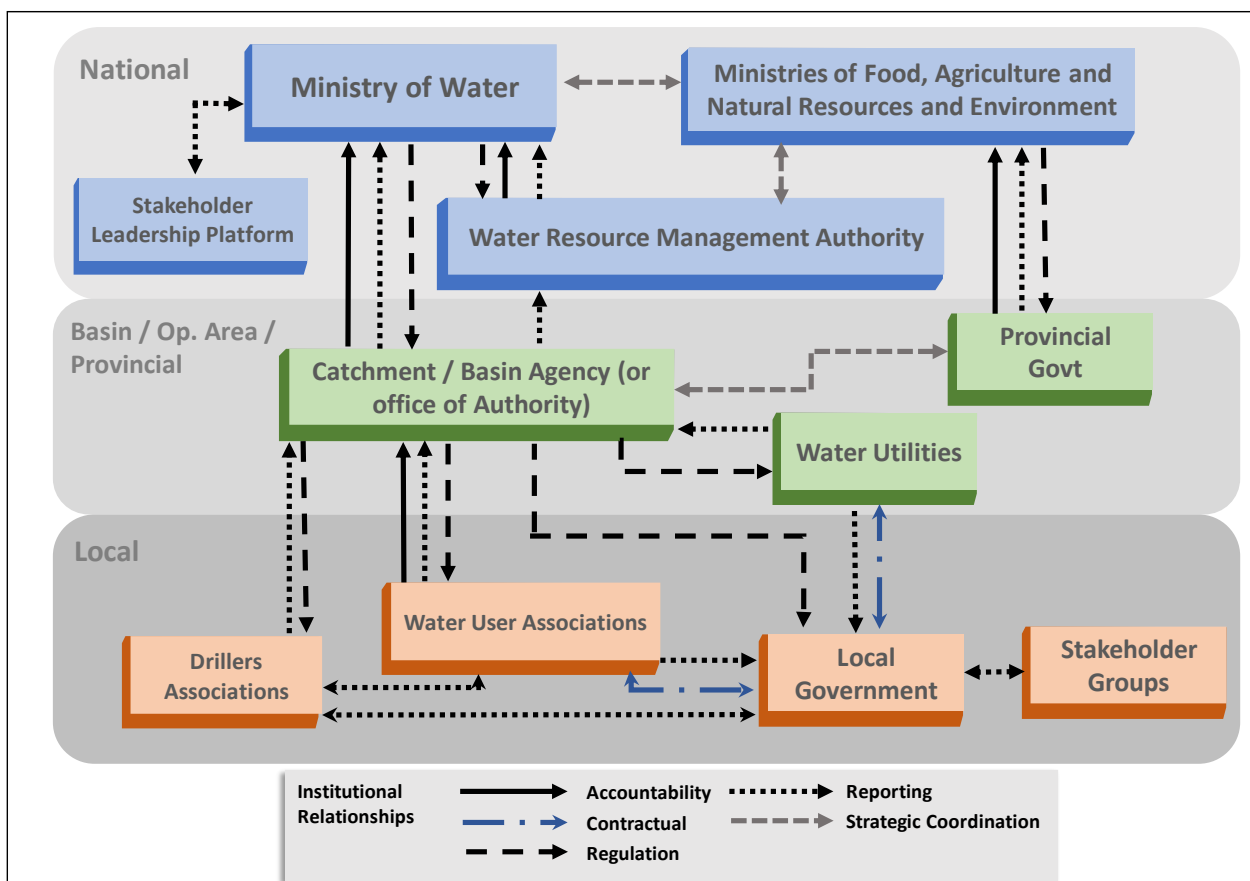 National
Ministry of Water
Ministries of Food, Agriculture and
Natural Resources and Environment
Stakeholder
Leadership Platform
Water Resource Management Authority
Basin / Op. Area /
Provincial
Catchment / Basin Agency (or
office of Authority)
Provincial
Govt
Water Utilities
Local
Water User Associations
Drillers
Associations
Local
Government
Stakeholder
Groups
Institutional
Relationships
Accountability
Contractual
Regulation
Reporting
Strategic Coordination